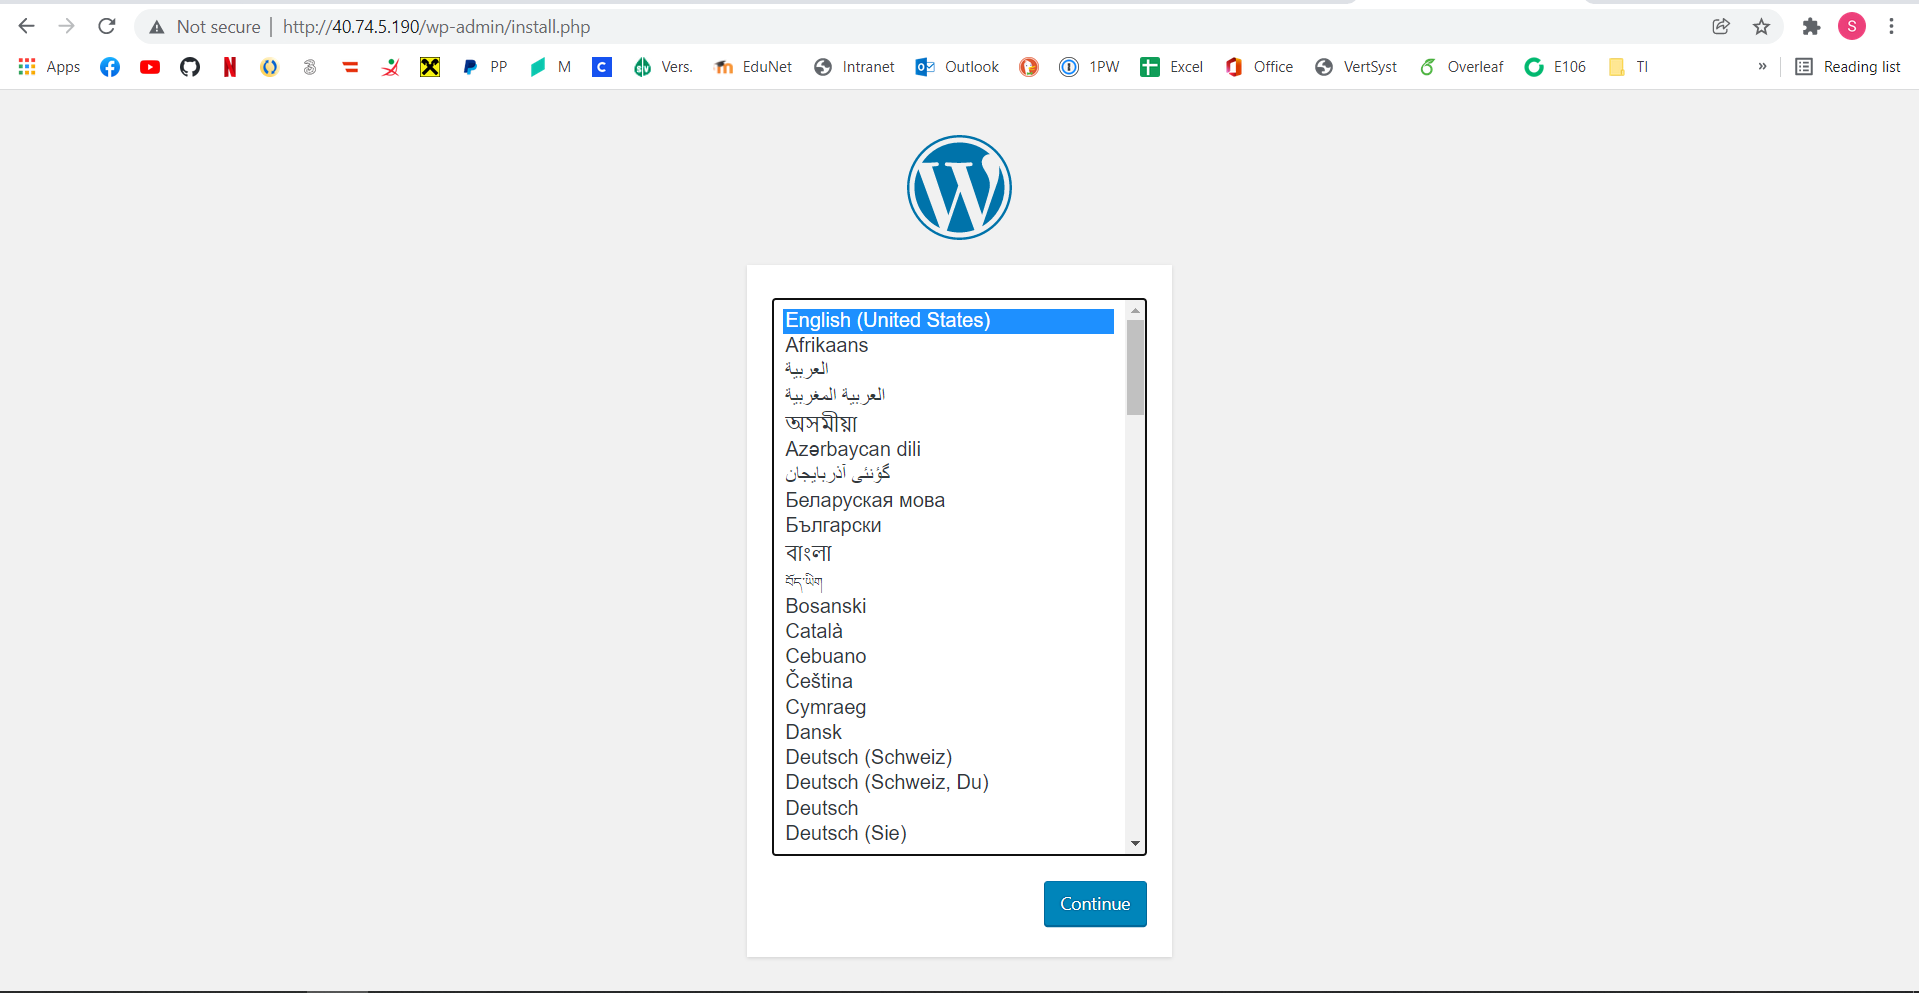 Not secure | http://40.74.5.190/wp-admin/install.php
Apps PP M C Vers. EduNet Intranet Outlook 1PW Excel Office VertSyst Overleaf E106 TI » Reading list
S
English (United States)
Afrikaans
العربية
العربية المغربية
অসমীয়া
Azərbaycan dili
گؤنئی آذربایجان
Беларуская мова
Български
বাংলা
བོད་ཡིག
Bosanski
Català
Cebuano
Čeština
Cymraeg
Dansk
Deutsch (Schweiz)
Deutsch (Schweiz, Du)
Deutsch
Deutsch (Sie)
Continue